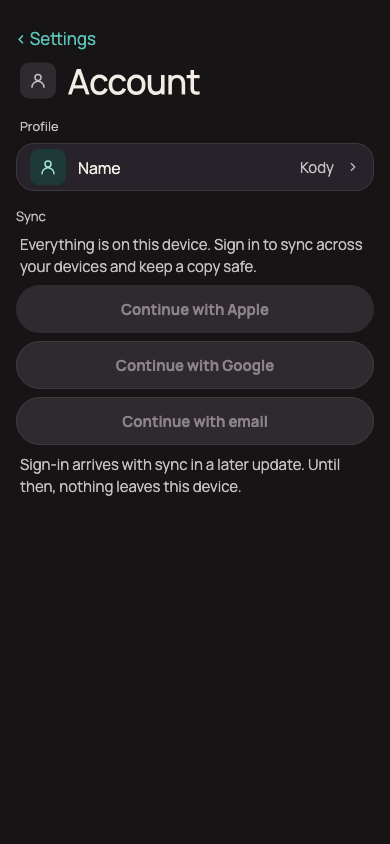 Settings
Account
Profile
Name
Kody
Sync
Everything is on this device. Sign in to sync across
your devices and keep a copy safe.
Continue with Apple
Continue with Google
Continue with email
Sign-in arrives with sync in a later update. Until
then, nothing leaves this device.